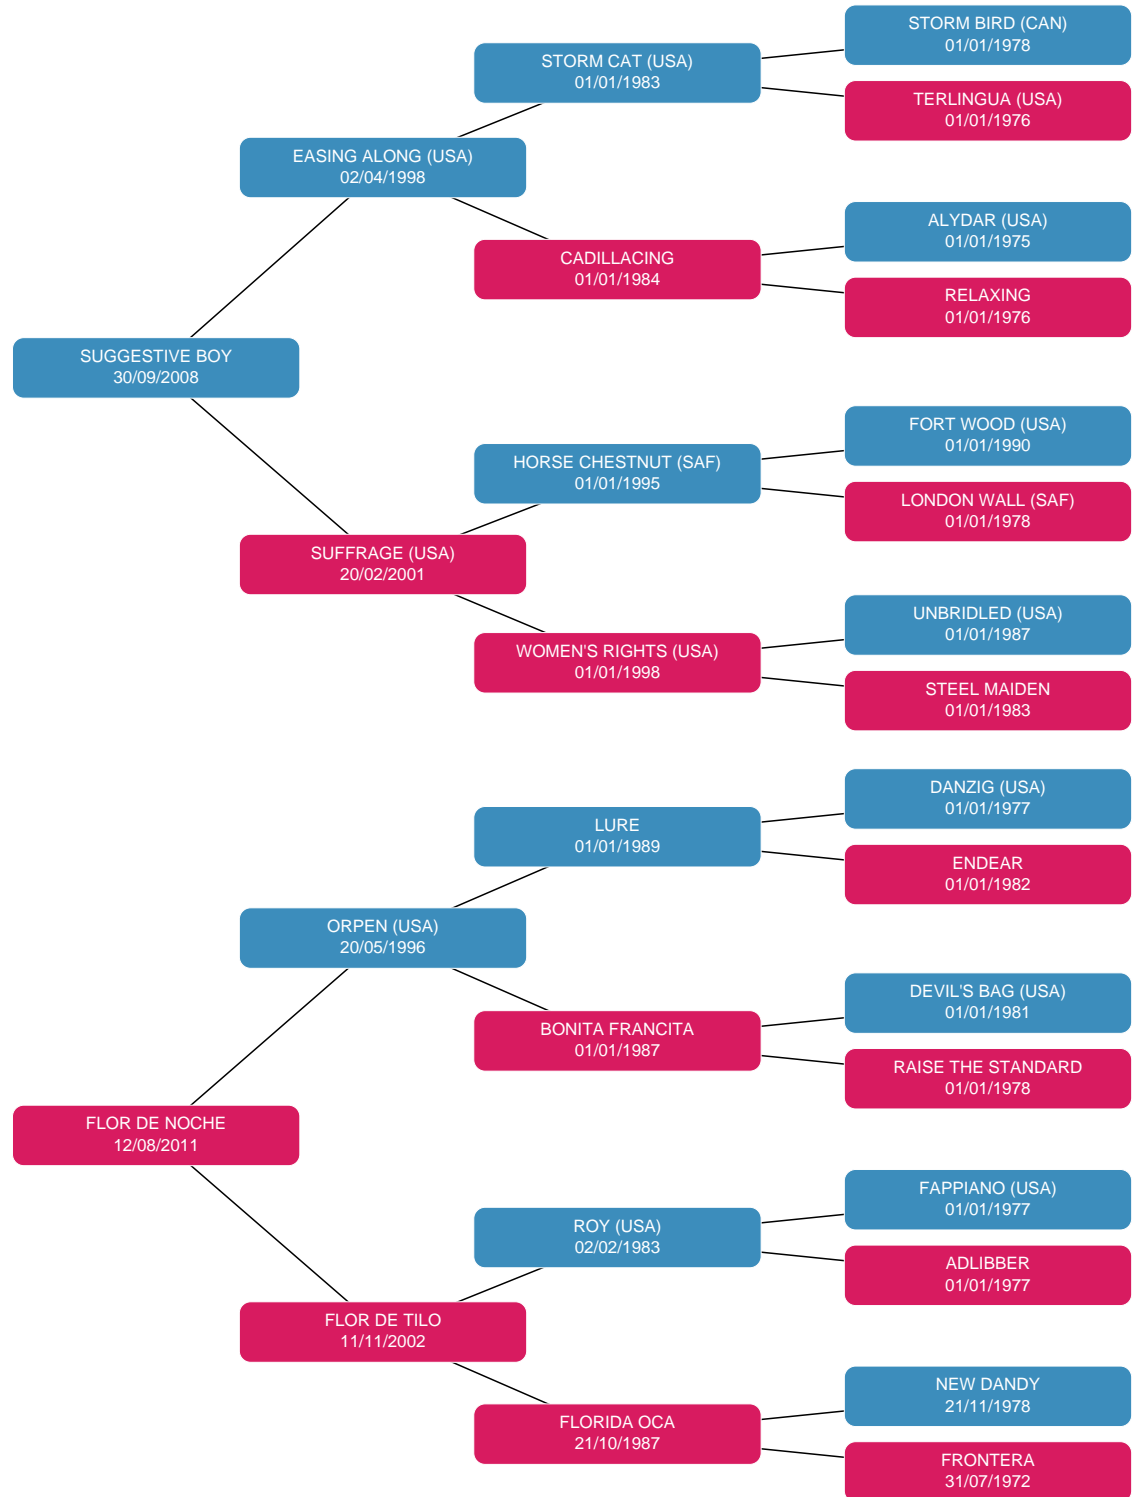 STORM BIRD (CAN)
01/01/1978
STORM CAT (USA)
01/01/1983
TERLINGUA (USA)
01/01/1976
EASING ALONG (USA)
02/04/1998
ALYDAR (USA)
01/01/1975
CADILLACING
01/01/1984
RELAXING
01/01/1976
SUGGESTIVE BOY
30/09/2008
FORT WOOD (USA)
01/01/1990
HORSE CHESTNUT (SAF)
01/01/1995
LONDON WALL (SAF)
01/01/1978
SUFFRAGE (USA)
20/02/2001
UNBRIDLED (USA)
01/01/1987
WOMEN'S RIGHTS (USA)
01/01/1998
STEEL MAIDEN
01/01/1983
DANZIG (USA)
01/01/1977
LURE
01/01/1989
ENDEAR
01/01/1982
ORPEN (USA)
20/05/1996
DEVIL'S BAG (USA)
01/01/1981
BONITA FRANCITA
01/01/1987
RAISE THE STANDARD
01/01/1978
FLOR DE NOCHE
12/08/2011
FAPPIANO (USA)
01/01/1977
ROY (USA)
02/02/1983
ADLIBBER
01/01/1977
FLOR DE TILO
11/11/2002
NEW DANDY
21/11/1978
FLORIDA OCA
21/10/1987
FRONTERA
31/07/1972